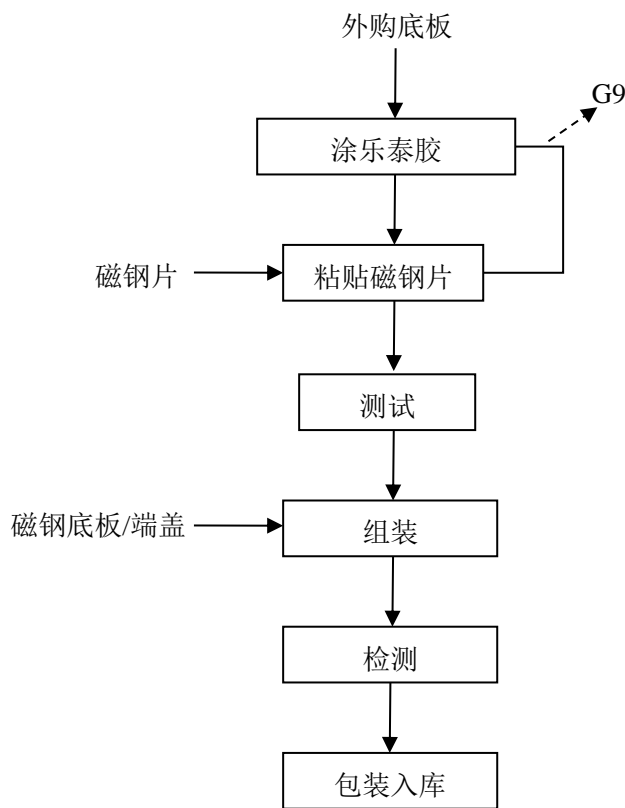 外购底板
G9
涂乐泰胶
磁钢片
粘贴磁钢片
测试
磁钢底板/端盖
组装
检测
包装入库